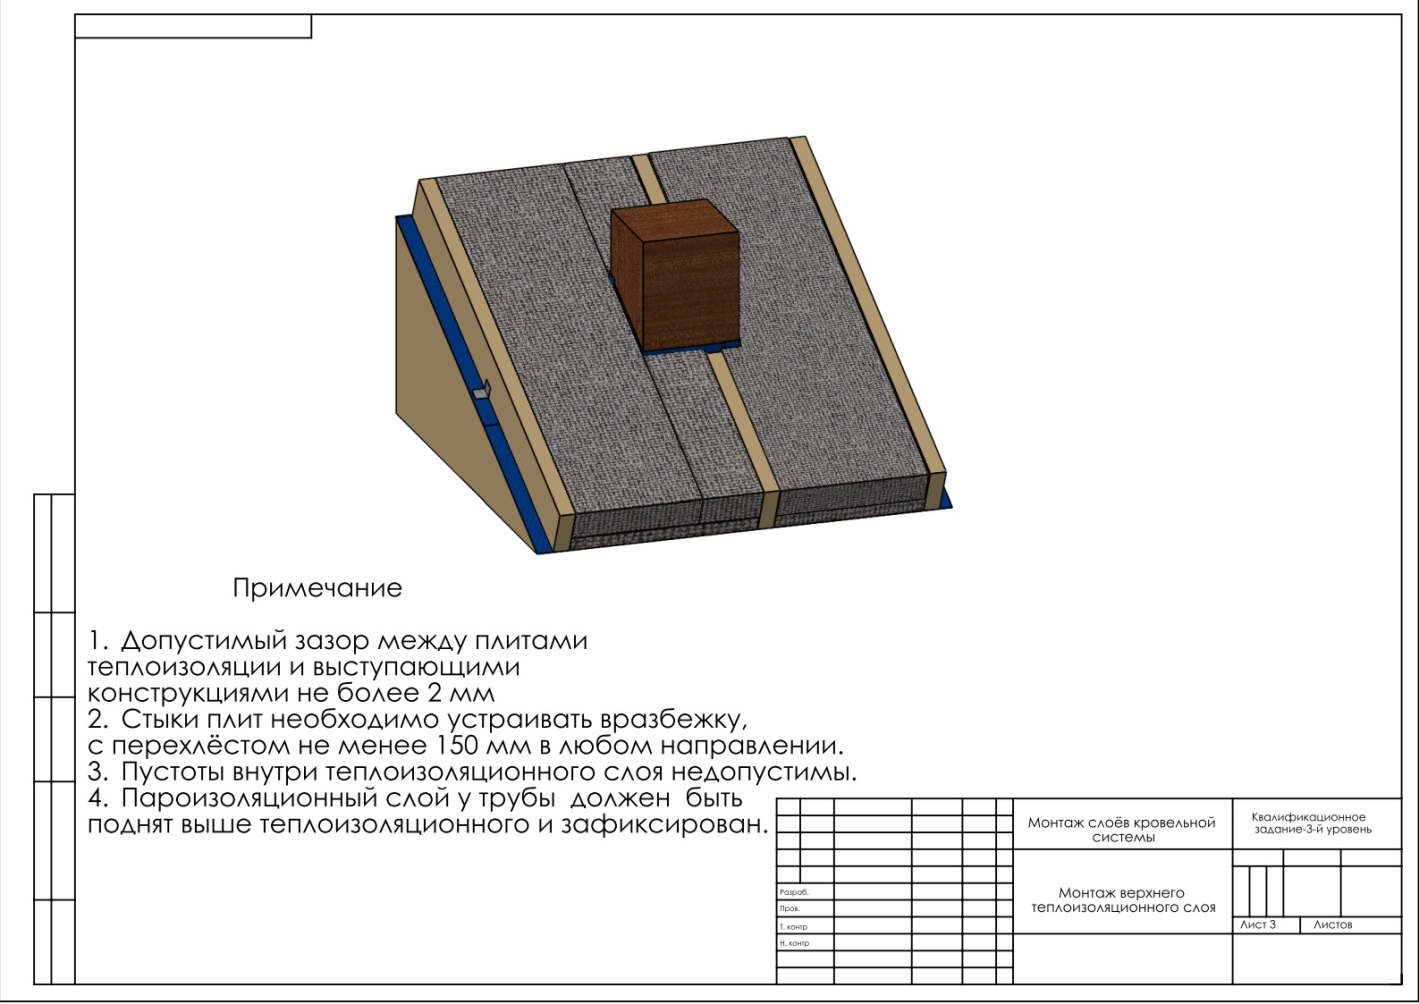 Примечание
1. Допустимый зазор между плитами
теплоизоляции и выступающими
конструкциями не более 2 мм
2. Стыки плит необходимо устраивать вразбежку,
с перехлёстом не менее 150 мм в любом направлении.
3. Пустоты внутри теплоизоляционного слоя недопустимы.
4. Пароизоляционный слой у трубы должен быть
поднят выше теплоизоляционного и зафиксирован.
Монтаж слоёв кровельной
системы
Квалификационное
задание-3-й уровень
Разраб.
Пров.
Т. контр
Н. контр
Монтаж верхнего
теплоизоляционного слоя
Лист 3
Листов